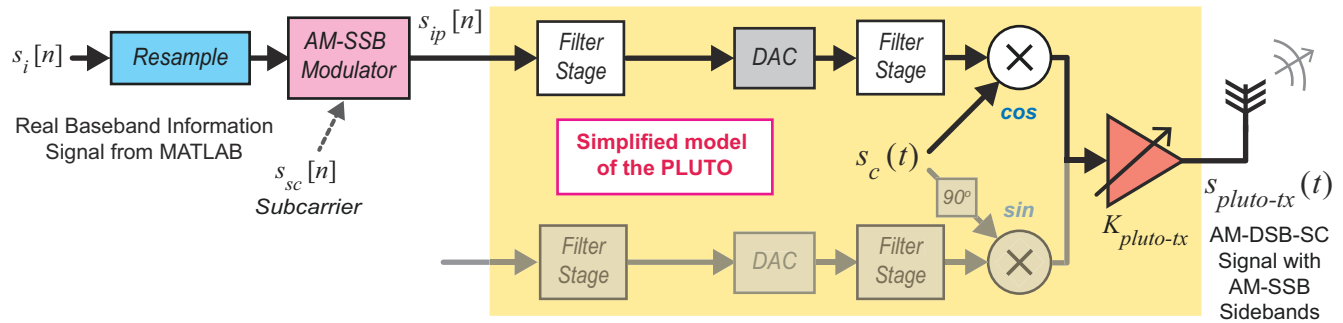 s_i[n]
Resample
AM-SSB
Modulator
s_ip[n]
Filter
Stage
DAC
Filter
Stage
cos
Real Baseband Information
Signal from MATLAB
s_sc[n]
Subcarrier
Simplified model
of the PLUTO
s_c(t)
90º
sin
K_pluto-tx
s_pluto-tx(t)
AM-DSB-SC
Signal with
AM-SSB
Sidebands
Filter
Stage
DAC
Filter
Stage